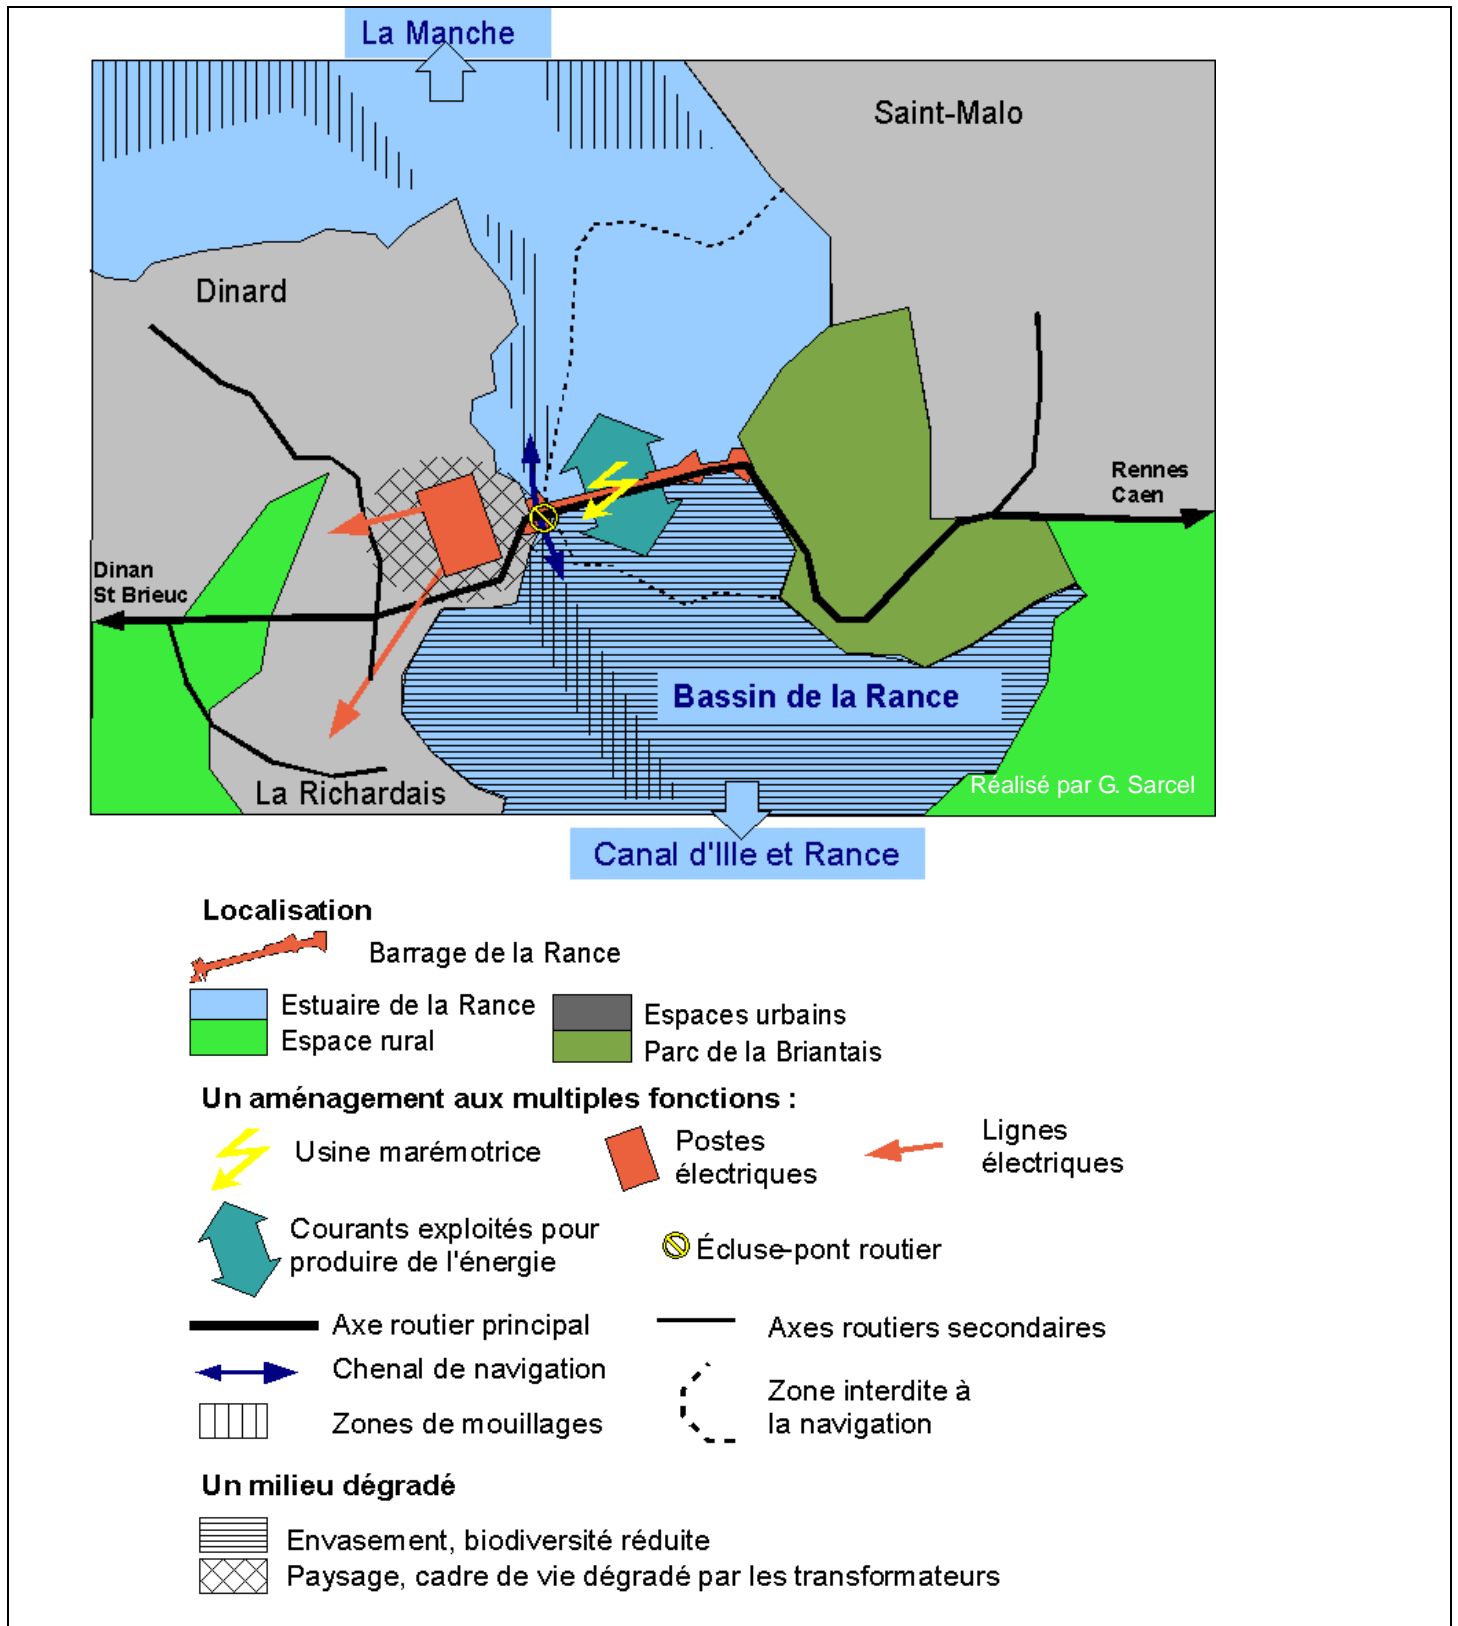 La Manche
Saint-Malo
Dinard
Rennes
Caen
Dinan
St Brieuc
Bassin de la Rance
Réalisé par G. Sarcel
La Richardais
Canal d'Ille et Rance
Localisation
Barrage de la Rance
Estuaire de la Rance
Espaces urbains
Espace rural
Parc de la Briantais
Un aménagement aux multiples fonctions :
Usine marémotrice
Postes
électriques
Lignes
électriques
Courants exploités pour
produire de l'énergie
Écluse-pont routier
Axe routier principal
Axes routiers secondaires
Chenal de navigation
Zone interdite à
la navigation
Zones de mouillages
Un milieu dégradé
Envasement, biodiversité réduite
Paysage, cadre de vie dégradé par les transformateurs